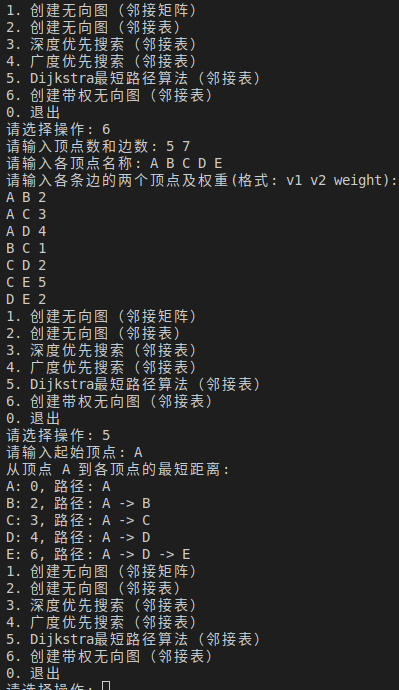 1. 创建无向图（邻接矩阵）
2. 创建无向图（邻接表）
3. 深度优先搜索（邻接表）
4. 广度优先搜索（邻接表）
5. Dijkstra最短路径算法（邻接表）
6. 创建带权无向图（邻接表）
0. 退出
请选择操作: 6
请输入顶点数和边数: 5 7
请输入各顶点名称: A B C D E
请输入各条边的两个顶点及权重(格式: v1 v2 weight):
A B 2
A C 3
A D 4
B C 1
C D 2
C E 5
D E 2
1. 创建无向图（邻接矩阵）
2. 创建无向图（邻接表）
3. 深度优先搜索（邻接表）
4. 广度优先搜索（邻接表）
5. Dijkstra最短路径算法（邻接表）
6. 创建带权无向图（邻接表）
0. 退出
请选择操作: 5
请输入起始顶点: A
从顶点 A 到各顶点的最短距离:
A: 0, 路径: A
B: 2, 路径: A -> B
C: 3, 路径: A -> C
D: 4, 路径: A -> D
E: 6, 路径: A -> D -> E
1. 创建无向图（邻接矩阵）
2. 创建无向图（邻接表）
3. 深度优先搜索（邻接表）
4. 广度优先搜索（邻接表）
5. Dijkstra最短路径算法（邻接表）
6. 创建带权无向图（邻接表）
0. 退出
请选择操作: